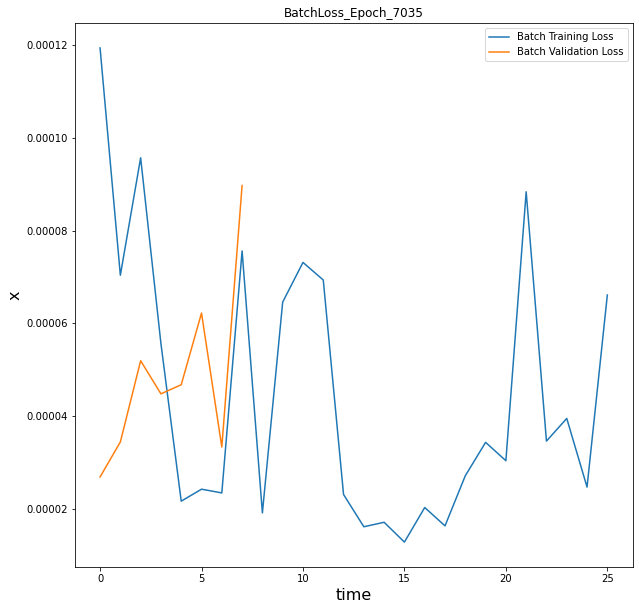 BatchLoss_Epoch_7035
Batch Training Loss
Batch Validation Loss
0.00012
0.00010
0.00008
0.00006
0.00004
0.00002
x
0 5 10 15 20 25
time